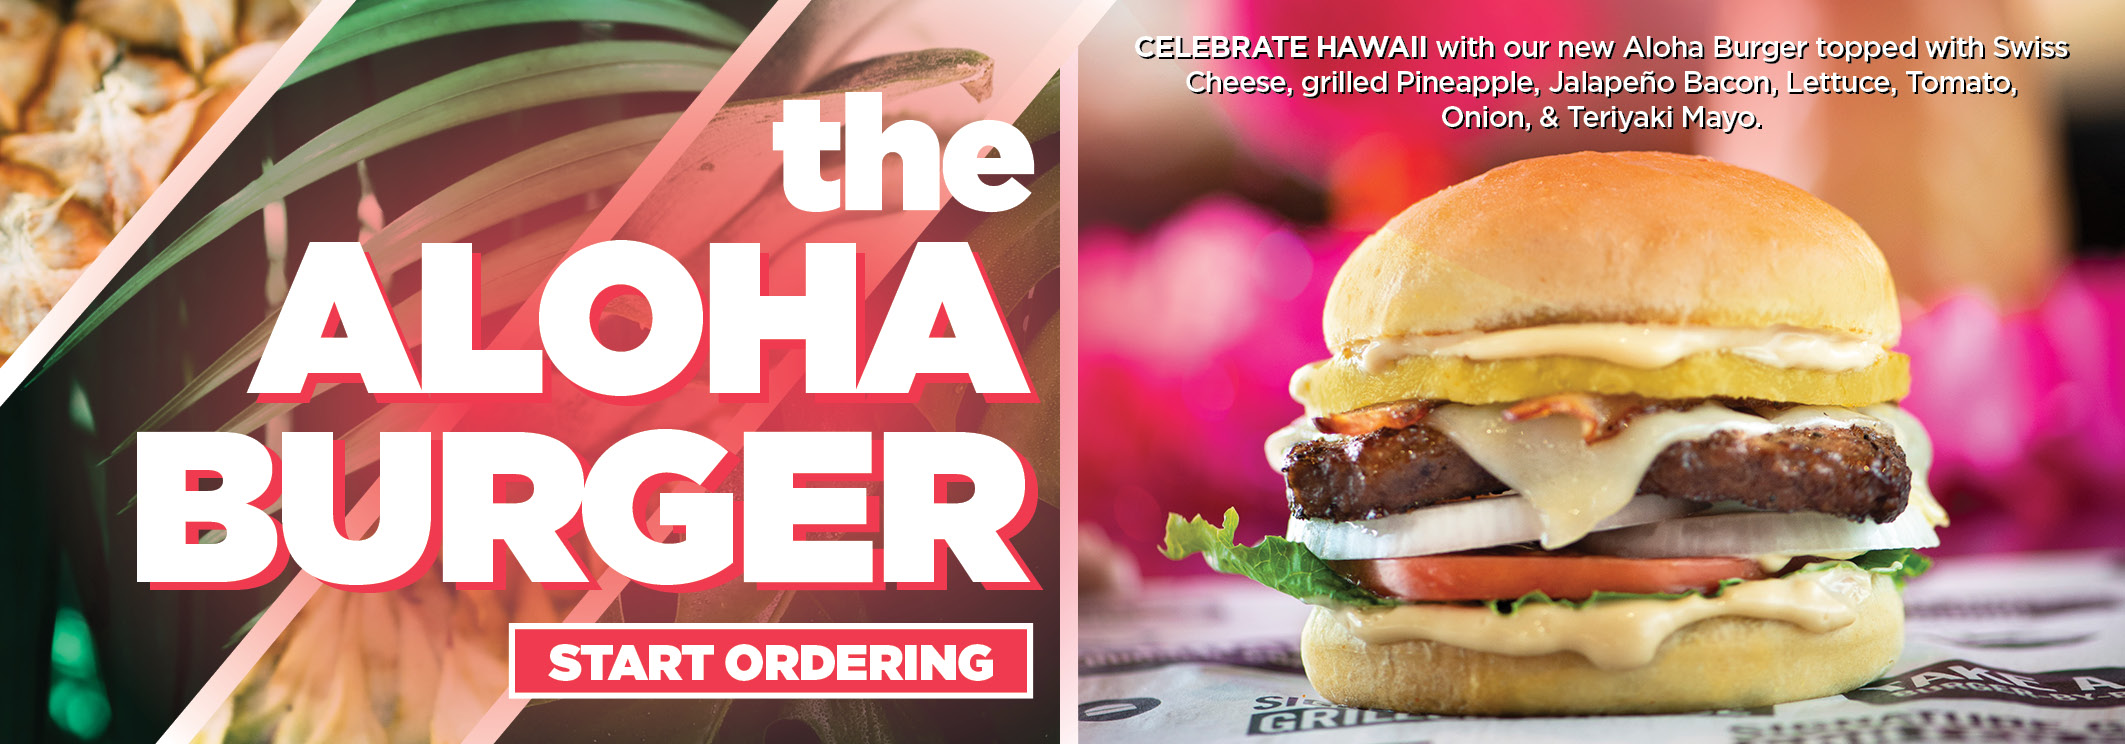 the
ALOHA
BURGER
START ORDERING
CELEBRATE HAWAII with our new Aloha Burger topped with Swiss
Cheese, grilled Pineapple, Jalapeño Bacon, Lettuce, Tomato,
Onion, & Teriyaki Mayo.